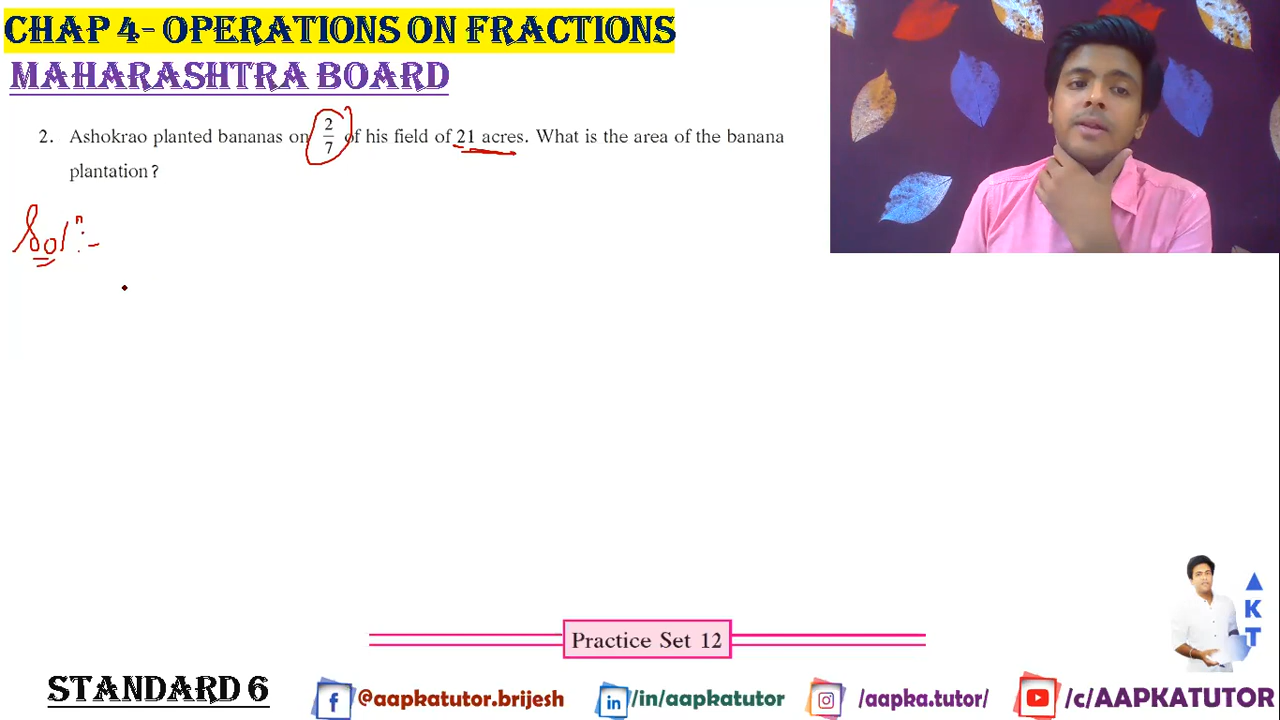 CHAP 4- OPERATIONS ON FRACTIONS
MAHARASHTRA BOARD
2. Ashokrao planted bananas on 2/7 of his field of 21 acres. What is the area of the banana
plantation?
Solⁿ:-
Practice Set 12
AKT
STANDARD 6
@aapkatutor.brijesh
in /in/aapkatutor
/aapka.tutor/
/c/AAPKATUTOR